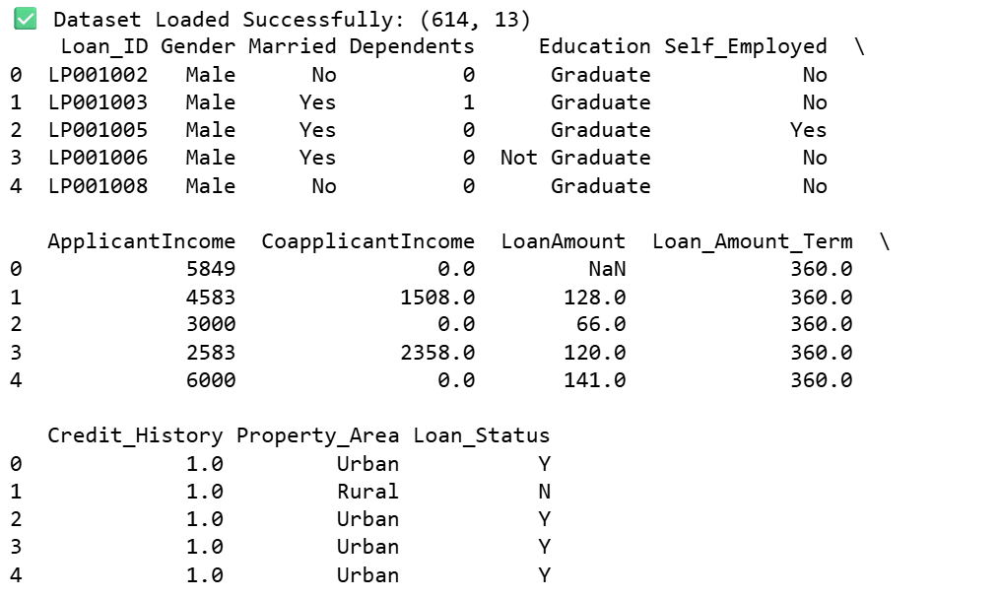 ✅ Dataset Loaded Successfully: (614, 13)
    Loan_ID Gender Married Dependents     Education Self_Employed  \
0  LP001002   Male      No          0      Graduate            No
1  LP001003   Male     Yes          1      Graduate            No
2  LP001005   Male     Yes          0      Graduate           Yes
3  LP001006   Male     Yes          0  Not Graduate            No
4  LP001008   Male      No          0      Graduate            No
   ApplicantIncome  CoapplicantIncome  LoanAmount  Loan_Amount_Term  \
0             5849                0.0         NaN             360.0
1             4583             1508.0       128.0             360.0
2             3000                0.0        66.0             360.0
3             2583             2358.0       120.0             360.0
4             6000                0.0       141.0             360.0
   Credit_History Property_Area Loan_Status
0             1.0         Urban           Y
1             1.0         Rural           N
2             1.0         Urban           Y
3             1.0         Urban           Y
4             1.0         Urban           Y